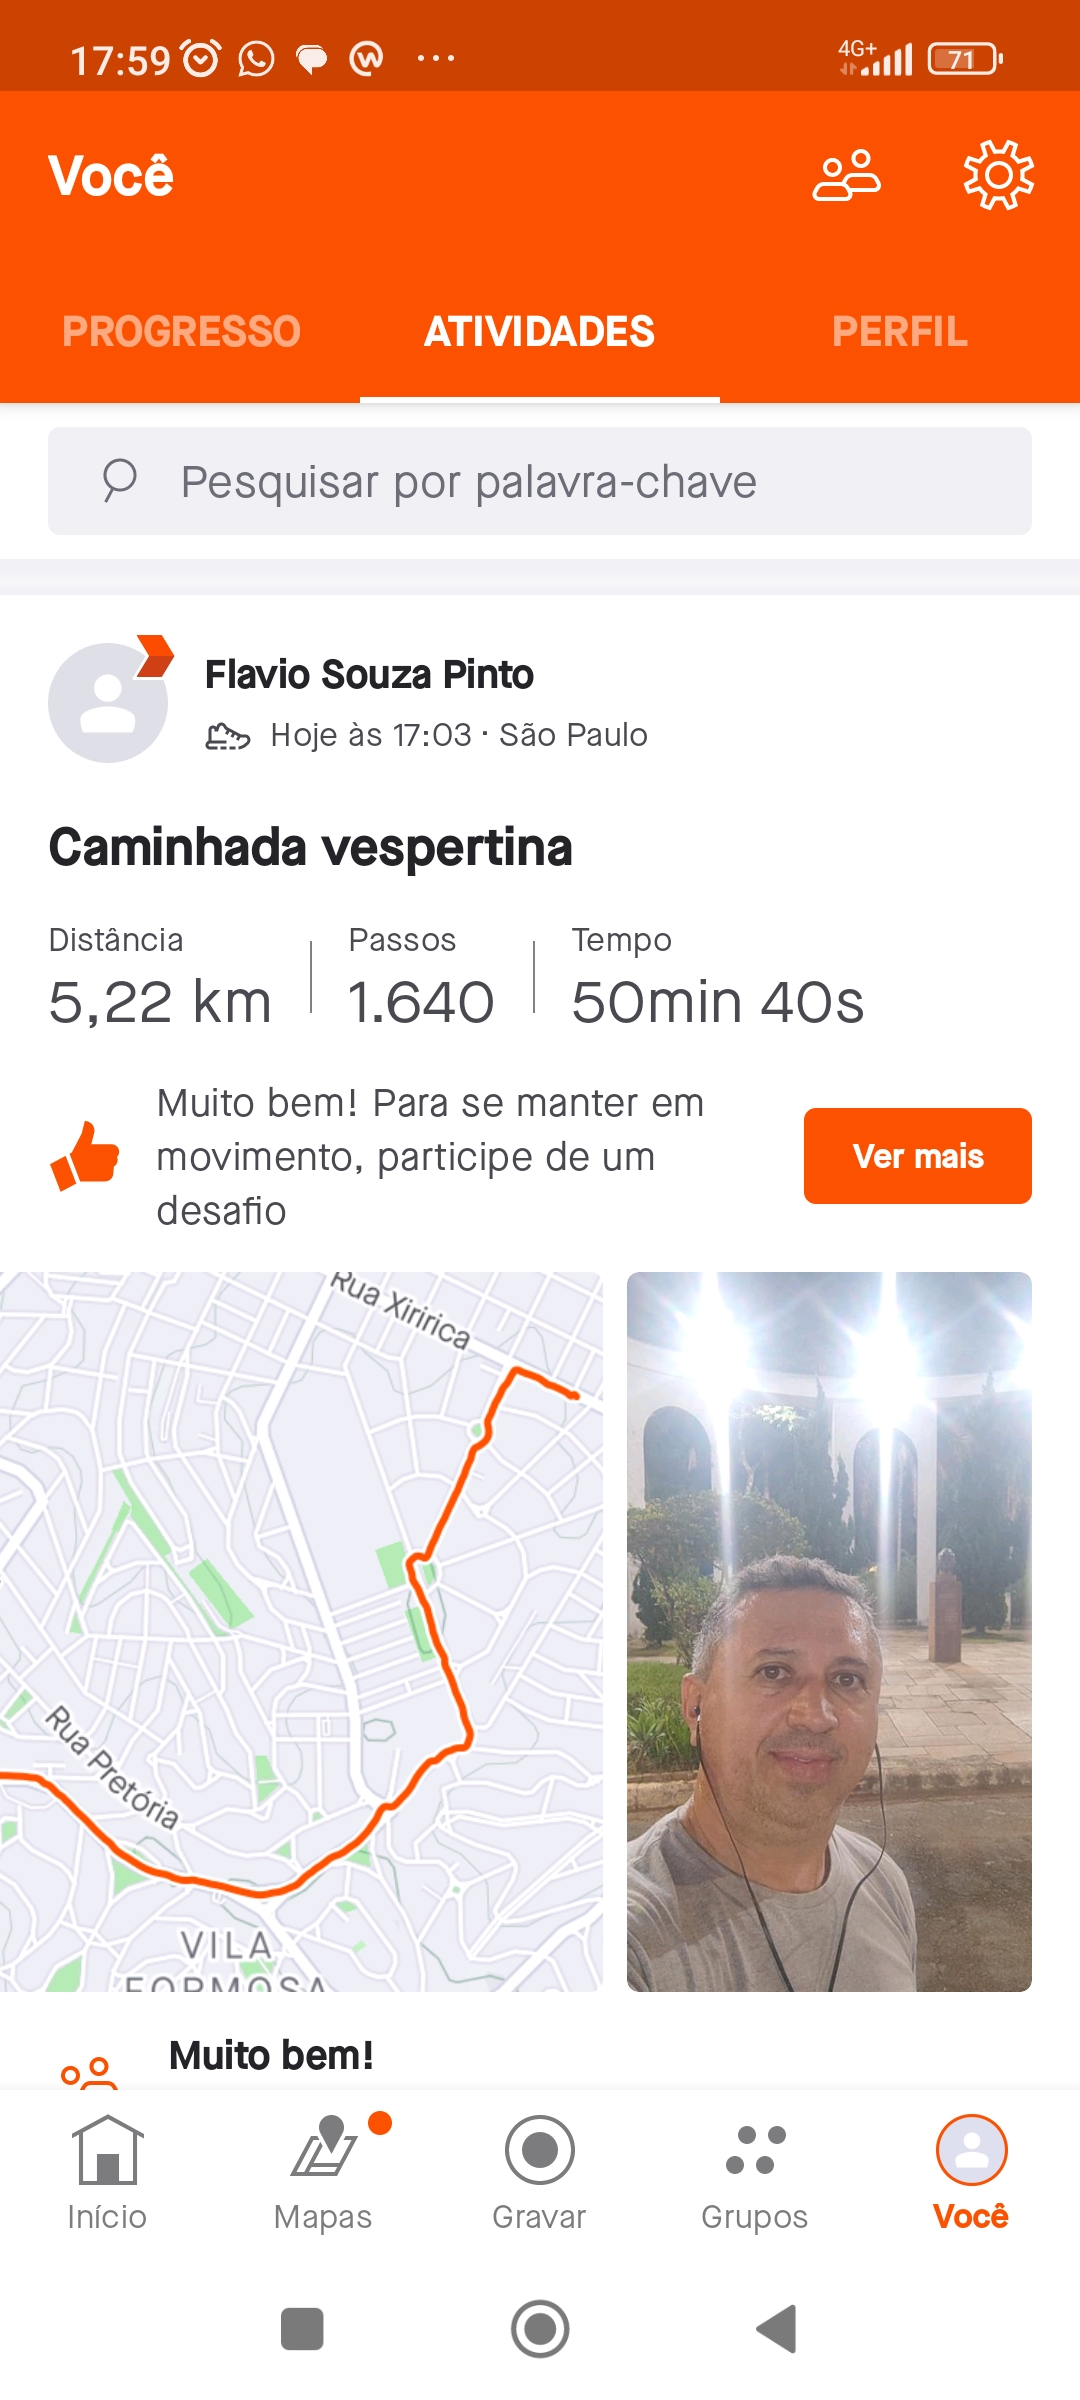 17:59
4G+
71
Você
PROGRESSO
ATIVIDADES
PERFIL
Pesquisar por palavra-chave
Flavio Souza Pinto
Hoje às 17:03 · São Paulo
Caminhada vespertina
Distância
Passos
Tempo
5,22 km
1.640
50min 40s
Muito bem! Para se manter em
movimento, participe de um
desafio
Ver mais
Rua Xiririca
Rua Pretória
VILA
FORMOSA
Muito bem!
Início
Mapas
Gravar
Grupos
Você